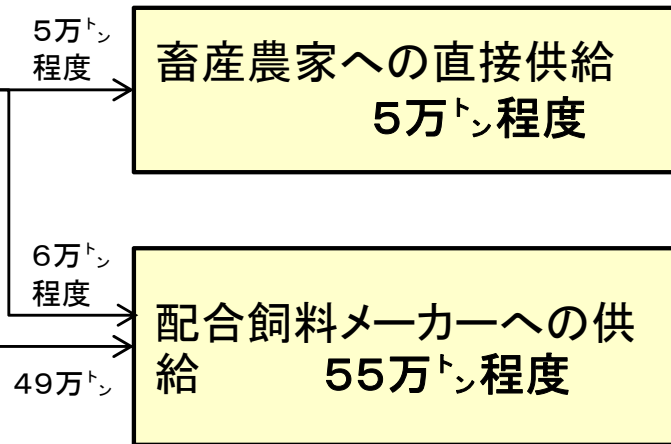 5万㌧
程度
畜産農家への直接供給
5万㌧程度
6万㌧
程度
配合飼料メーカーへの供
給 55万㌧程度
49万㌧